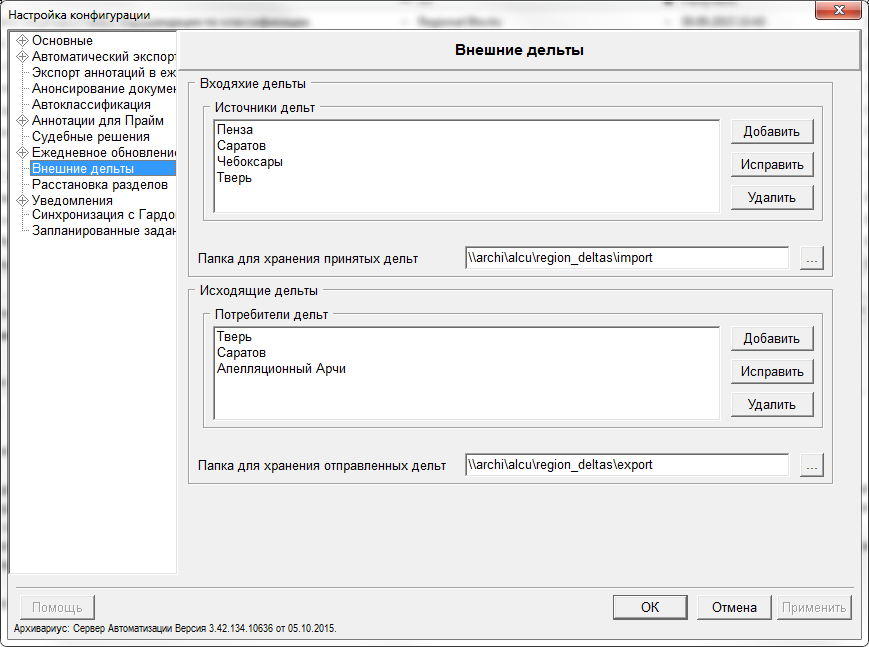 Настройка конфигурации
Основные
Автоматический экспорт
Экспорт аннотаций в еж
Анонсирование докумен
Автоклассификация
Аннотации для Прайм
Судебные решения
Ежедневное обновление
Внешние дельты
Расстановка разделов
Уведомления
Синхронизация с Гардо
Запланированные задан
Внешние дельты
Входяхие дельты
Источники дельт
Пенза
Саратов
Чебоксары
Тверь
Добавить
Исправить
Удалить
Папка для хранения принятых дельт
\\archi\alcu\region_deltas\import
...
Исходящие дельты
Потребители дельт
Тверь
Саратов
Апелляционный Арчи
Добавить
Исправить
Удалить
Папка для хранения отправленных дельт
\\archi\alcu\region_deltas\export
...
Помощь
ОК
Отмена
Применить
Архивариус: Сервер Автоматизации Версия 3.42.134.10636 от 05.10.2015.